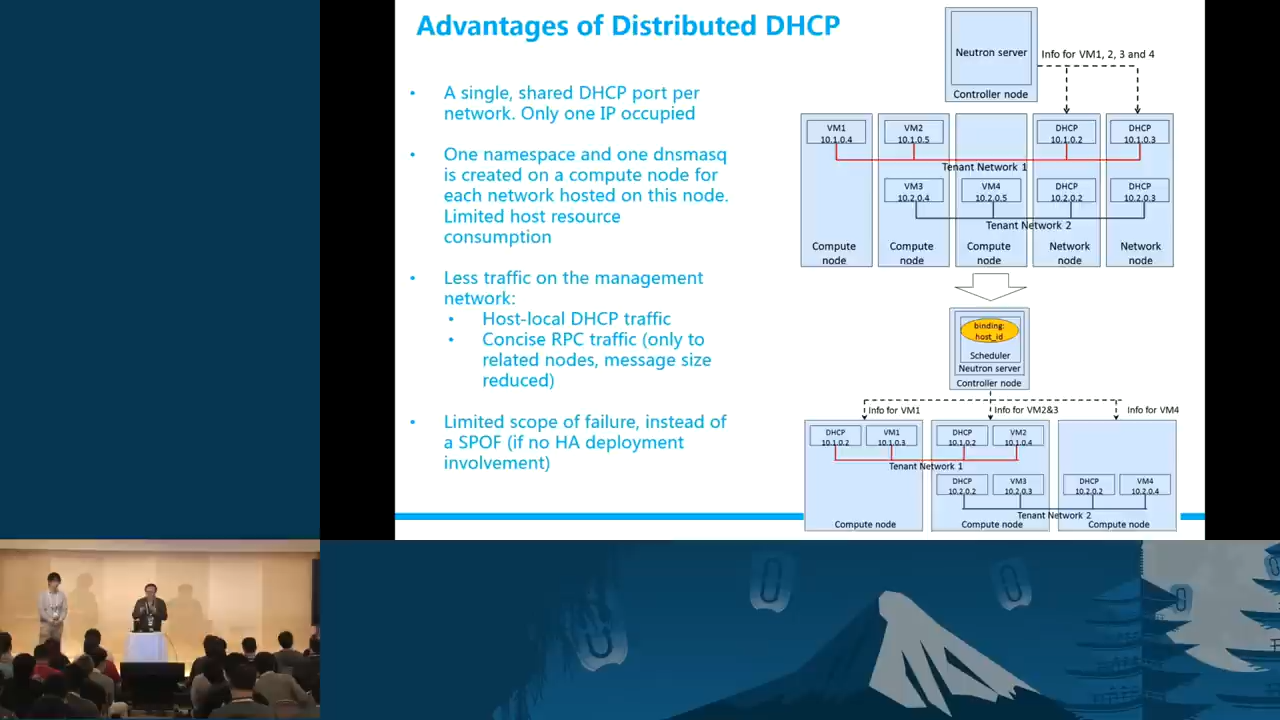 Advantages of Distributed DHCP
• A single, shared DHCP port per
network. Only one IP occupied
• One namespace and one dnsmasq
is created on a compute node for
each network hosted on this node.
Limited host resource
consumption
• Less traffic on the management
network:
• Host-local DHCP traffic
• Concise RPC traffic (only to
related nodes, message size
reduced)
• Limited scope of failure, instead of
a SPOF (if no HA deployment
involvement)
Neutron server
Controller node
Info for VM1, 2, 3 and 4
VM1
10.1.0.4
VM2
10.1.0.5
DHCP
10.1.0.2
DHCP
10.1.0.3
Tenant Network 1
VM3
10.2.0.4
VM4
10.2.0.5
DHCP
10.2.0.2
DHCP
10.2.0.3
Tenant Network 2
Compute
node
Compute
node
Compute
node
Network
node
Network
node
binding:
host_id
Scheduler
Neutron server
Controller node
Info for VM1
Info for VM2&3
Info for VM4
DHCP
10.1.0.2
VM1
10.1.0.3
DHCP
10.1.0.2
VM2
10.1.0.4
Tenant Network 1
DHCP
10.2.0.2
VM3
10.2.0.3
DHCP
10.2.0.2
VM4
10.2.0.4
Tenant Network 2
Compute node
Compute node
Compute node